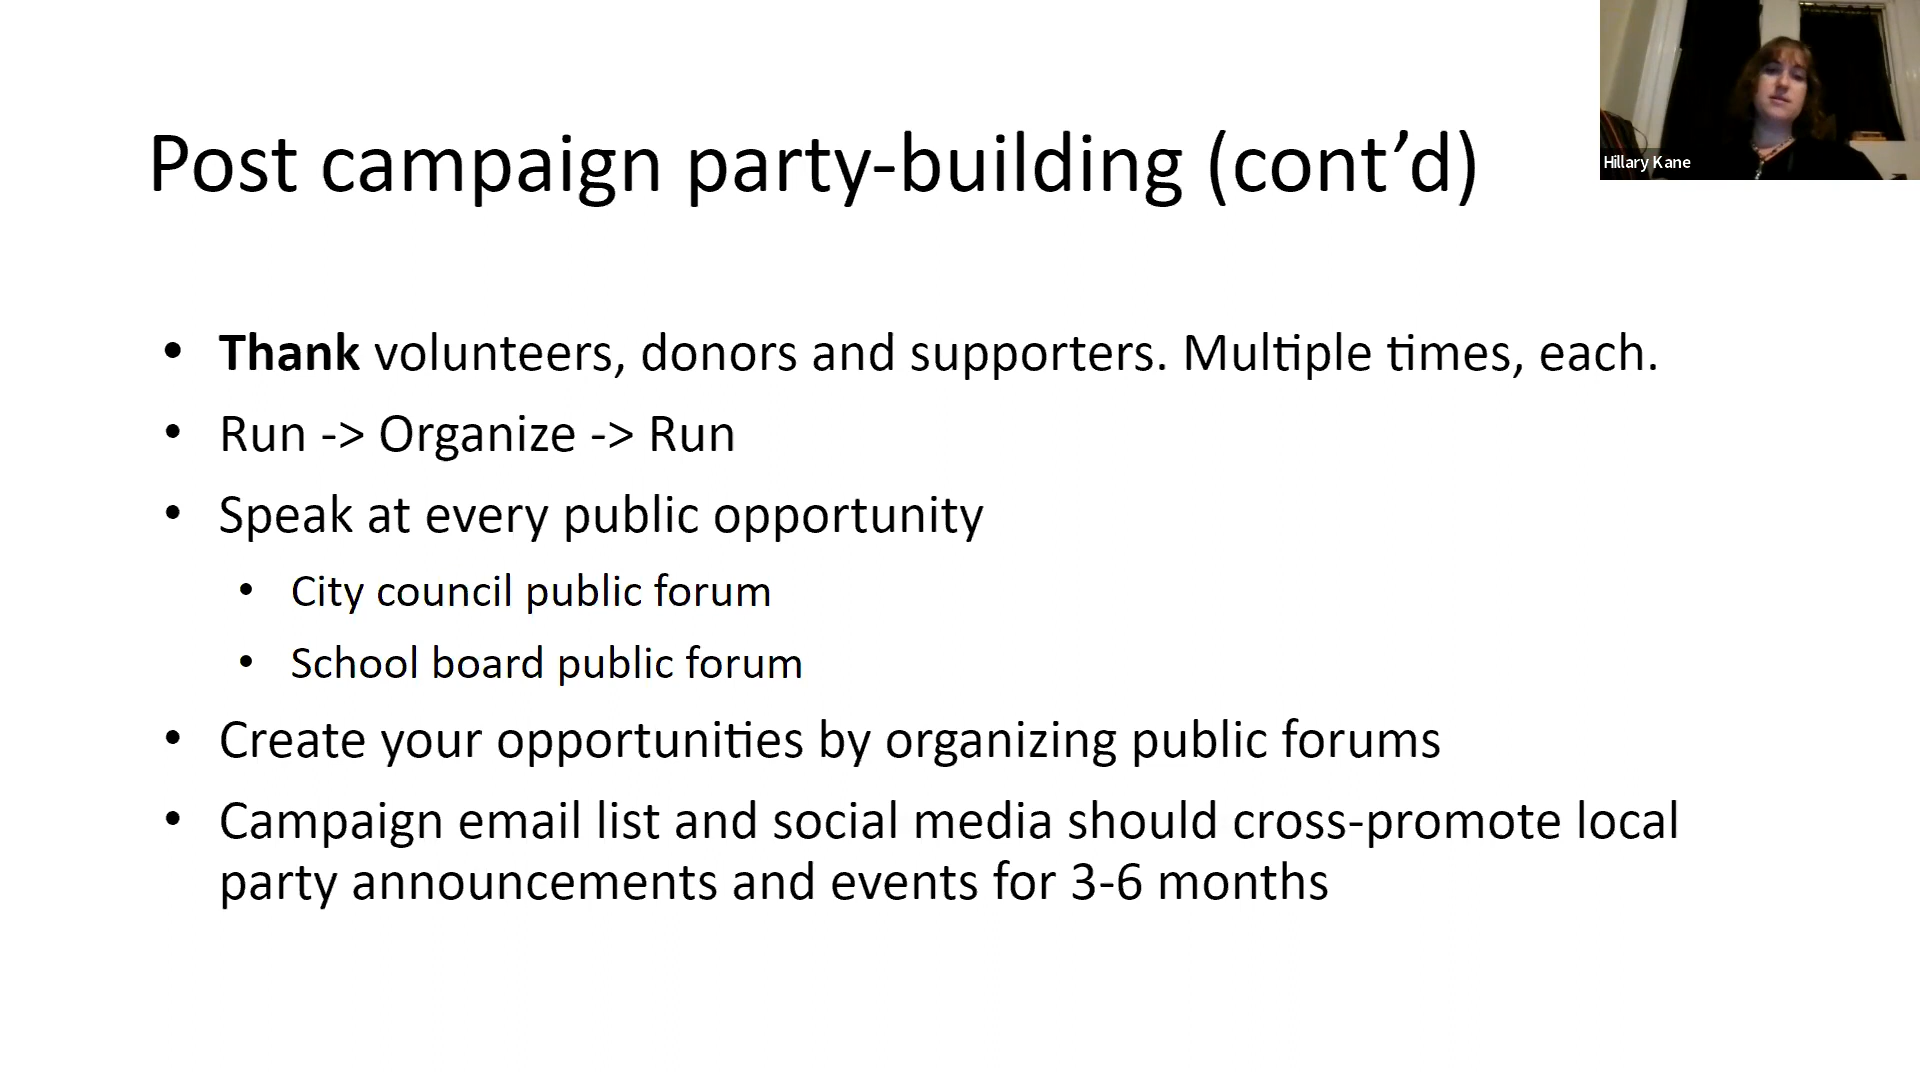 Post campaign party-building (cont’d)
Hillary Kane
• Thank volunteers, donors and supporters. Multiple times, each.
• Run -> Organize -> Run
• Speak at every public opportunity
• City council public forum
• School board public forum
• Create your opportunities by organizing public forums
• Campaign email list and social media should cross-promote local
party announcements and events for 3-6 months